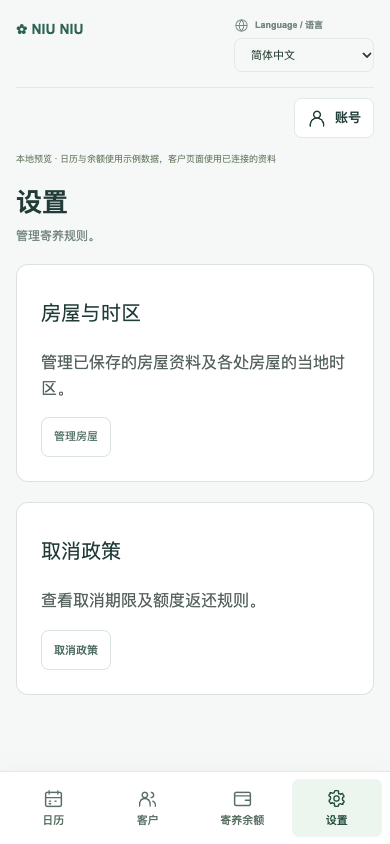 ✿ NIU NIU
Language / 语言
简体中文
账号
本地预览 · 日历与余额使用示例数据，客户页面使用已连接的资料
设置
管理寄养规则。
房屋与时区
管理已保存的房屋资料及各处房屋的当地时
区。
管理房屋
取消政策
查看取消期限及额度返还规则。
取消政策
日历
客户
寄养余额
设置